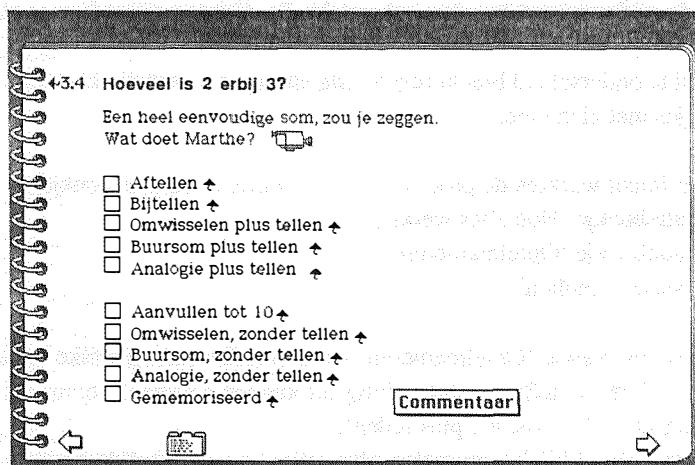 3.4 Hoeveel is 2 erbij 3?
Een heel eenvoudige som, zou je zeggen.
Wat doet Marthe?
Aftellen
Bijtellen
Omwisselen plus tellen
Buursom plus tellen
Analogie plus tellen
Aanvullen tot 10
Omwisselen, zonder tellen
Buursom, zonder tellen
Analogie, zonder tellen
Gememoriseerd
Commentaar